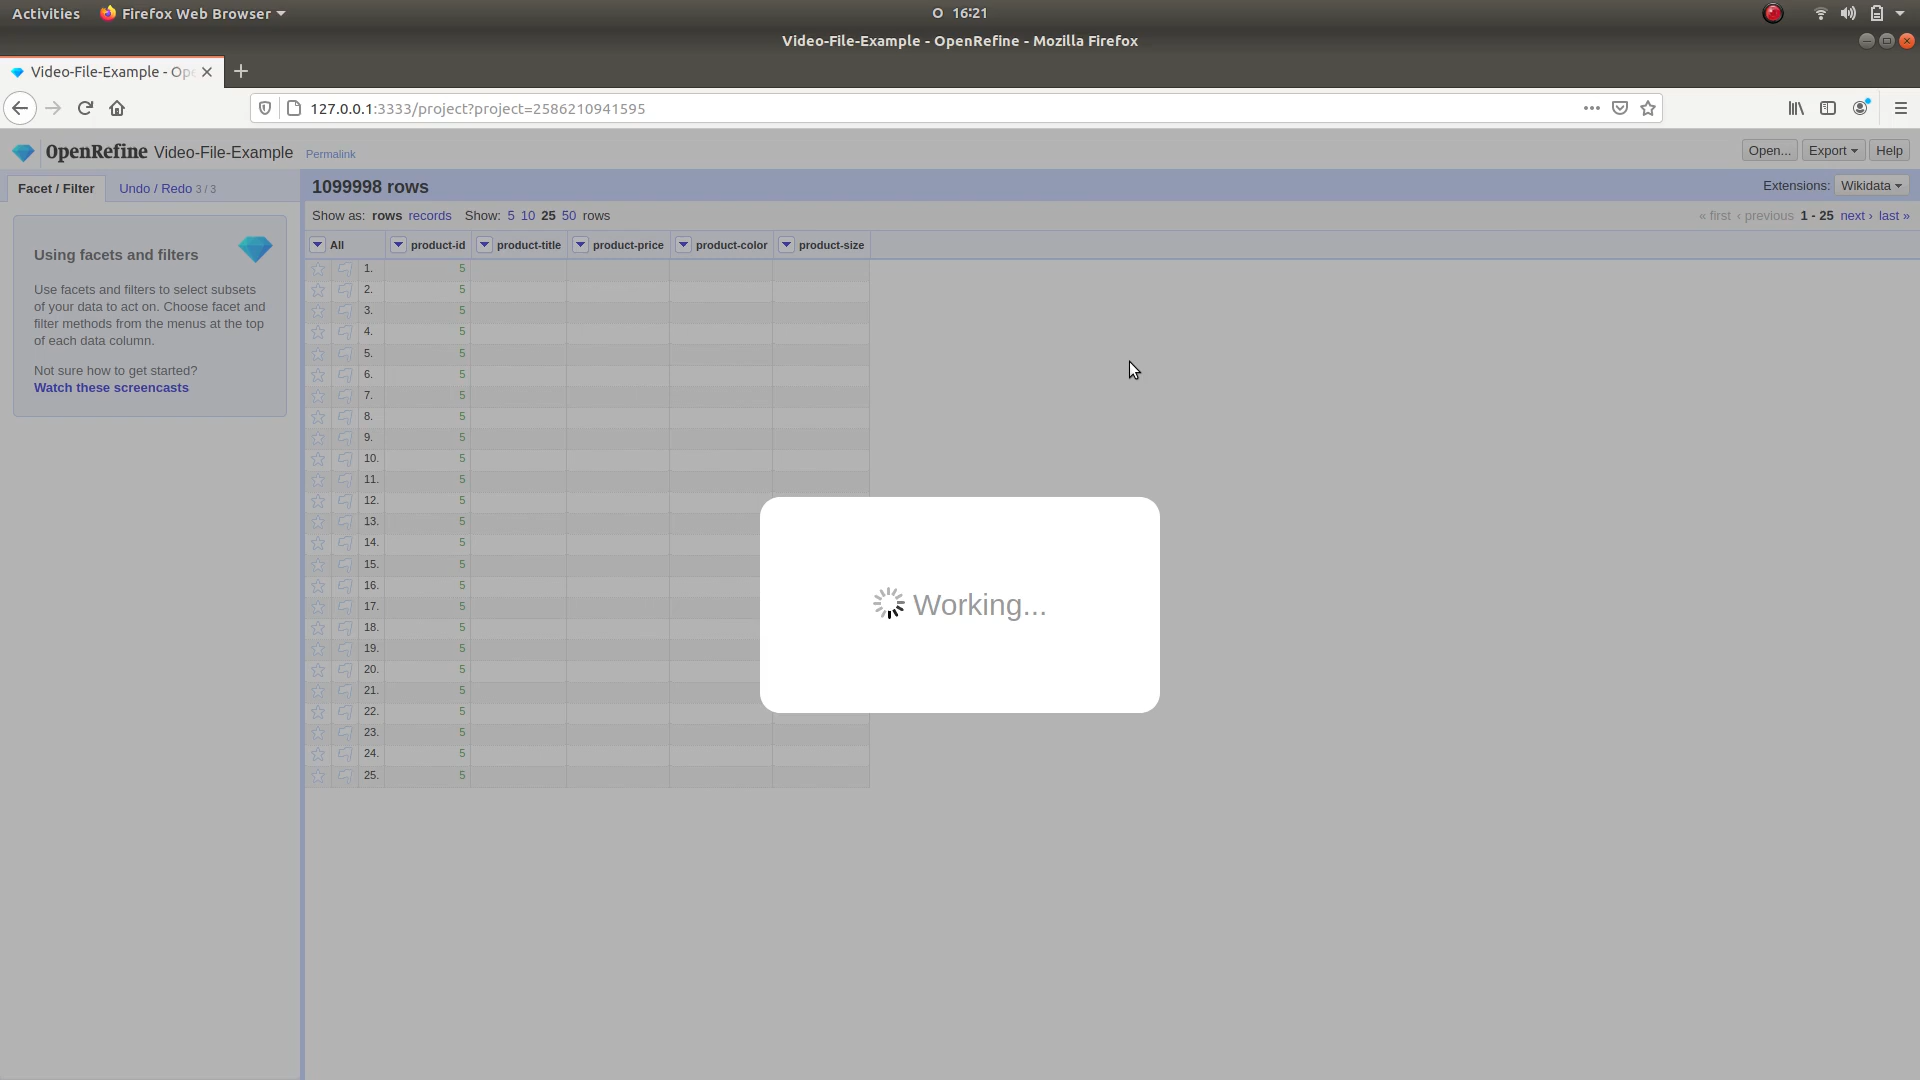 Activities Firefox Web Browser 16:21
Video-File-Example - OpenRefine - Mozilla Firefox
Video-File-Example - Ope
127.0.0.1:3333/project?project=2586210941595
OpenRefine Video-File-Example Permalink Open... Export Help
Facet / Filter Undo / Redo 3 / 3 1099998 rows Extensions: Wikidata
Show as: rows records Show: 5 10 25 50 rows « first ‹ previous 1 - 25 next › last »
All product-id product-title product-price product-color product-size
Using facets and filters
Use facets and filters to select subsets
of your data to act on. Choose facet and
filter methods from the menus at the top
of each data column.
Not sure how to get started?
Watch these screencasts
1. 5
2. 5
3. 5
4. 5
5. 5
6. 5
7. 5
8. 5
9. 5
10. 5
11. 5
12. 5
13. 5
14. 5
15. 5
16. 5
17. 5
18. 5
19. 5
20. 5
21. 5
22. 5
23. 5
24. 5
25. 5
Working...